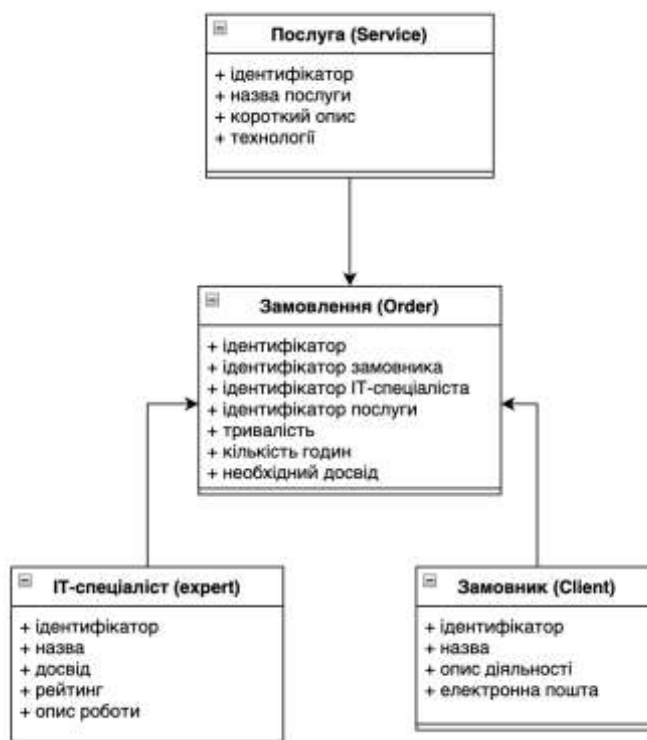 Послуга (Service)
+ ідентифікатор
+ назва послуги
+ короткий опис
+ технології
Замовлення (Order)
+ ідентифікатор
+ ідентифікатор замовника
+ ідентифікатор ІТ-спеціаліста
+ ідентифікатор послуги
+ тривалість
+ кількість годин
+ необхідний досвід
ІТ-спеціаліст (expert)
+ ідентифікатор
+ назва
+ досвід
+ рейтинг
+ опис роботи
Замовник (Client)
+ ідентифікатор
+ назва
+ опис діяльності
+ електронна пошта